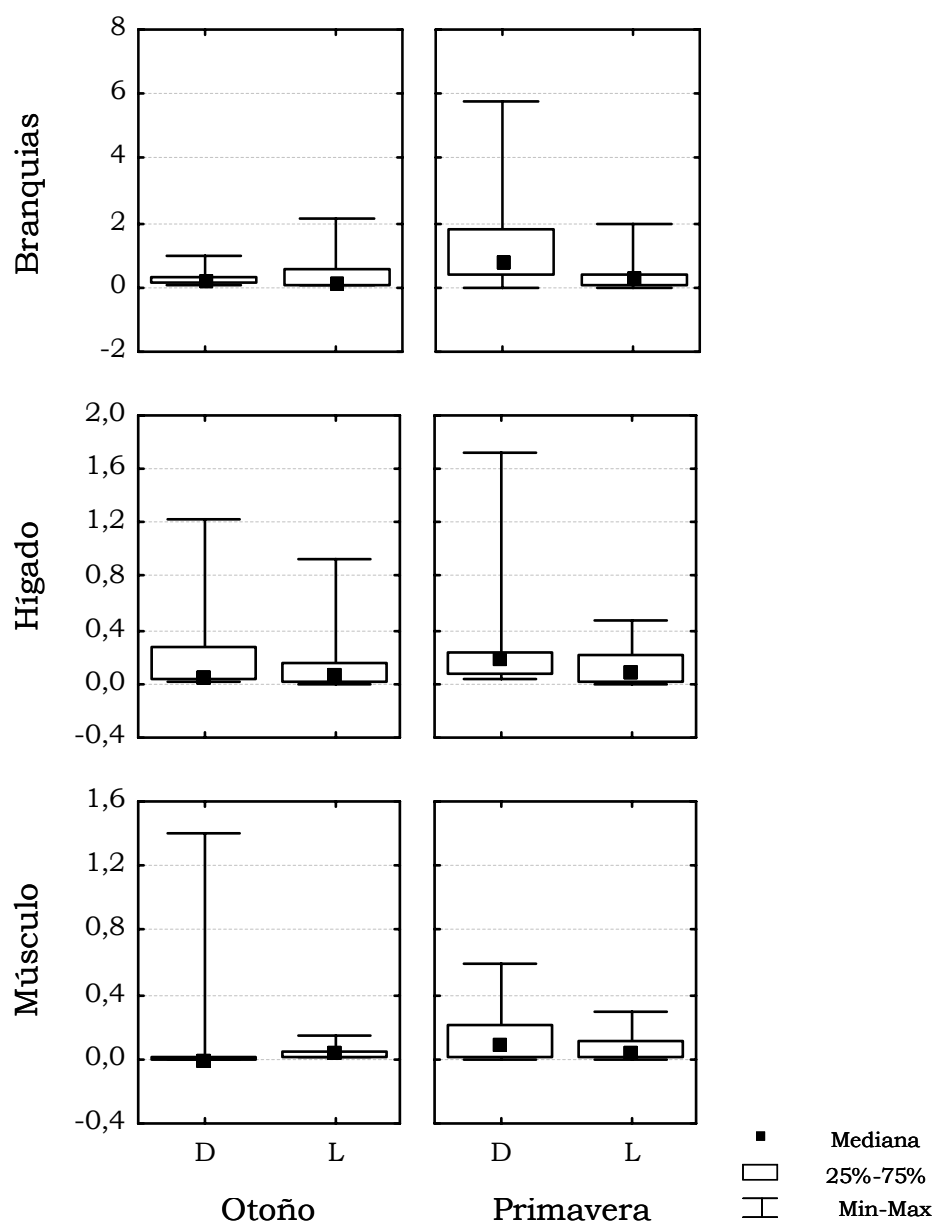 Branquias
8
6
4
2
0
-2
Hígado
2,0
1,6
1,2
0,8
0,4
0,0
-0,4
Músculo
1,6
1,2
0,8
0,4
0,0
-0,4
D L D L
Otoño Primavera
Mediana
25%-75%
Min-Max